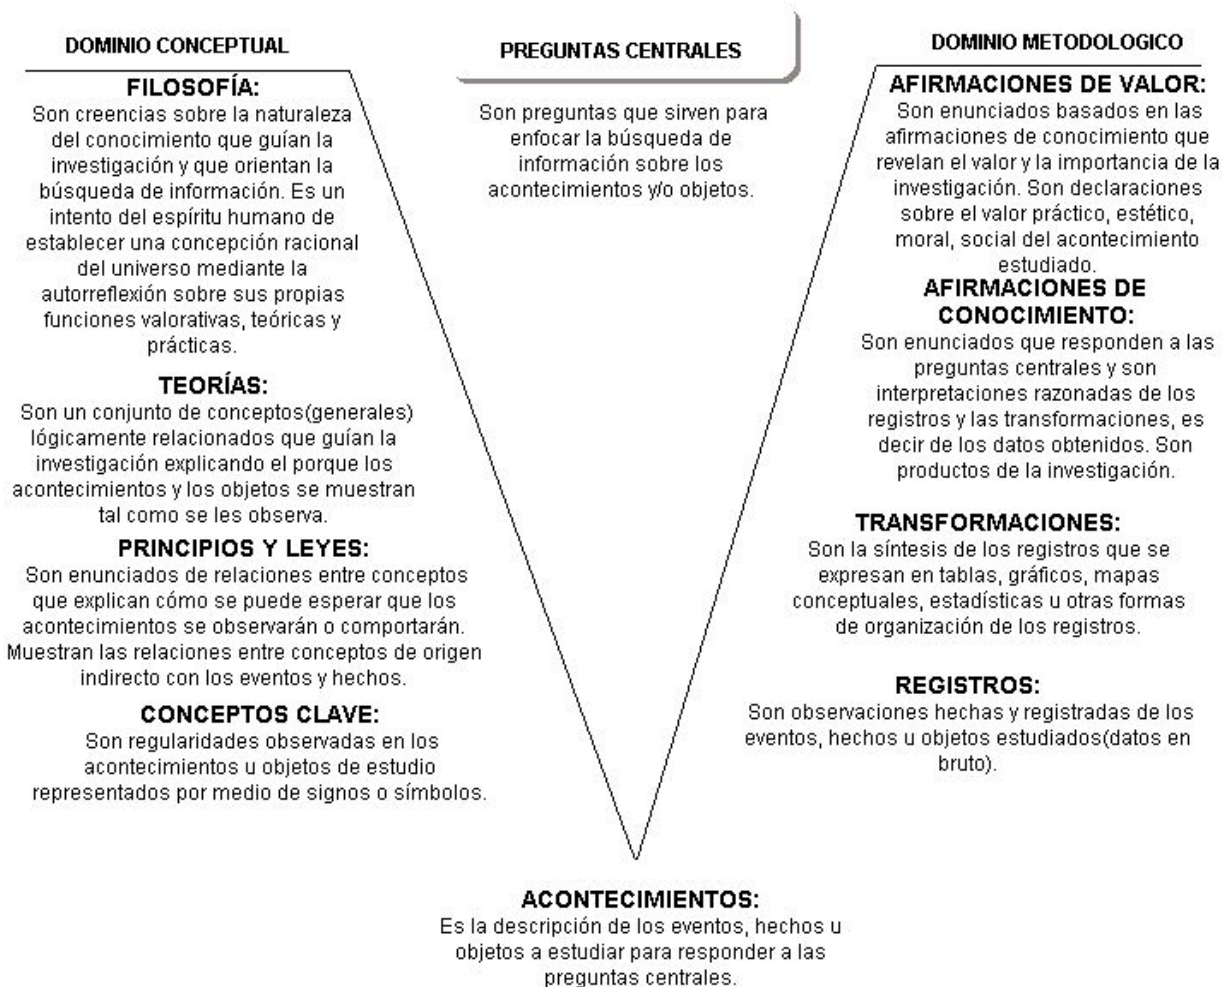 DOMINIO CONCEPTUAL
FILOSOFÍA:
Son creencias sobre la naturaleza
del conocimiento que guían la
investigación y que orientan la
búsqueda de información. Es un
intento del espíritu humano de
establecer una concepción racional
del universo mediante la
autorreflexión sobre sus propias
funciones valorativas, teóricas y
prácticas.
TEORÍAS:
Son un conjunto de conceptos(generales)
lógicamente relacionados que guían la
investigación explicando el porque los
acontecimientos y los objetos se muestran
tal como se les observa.
PRINCIPIOS Y LEYES:
Son enunciados de relaciones entre conceptos
que explican cómo se puede esperar que los
acontecimientos se observarán o comportarán.
Muestran las relaciones entre conceptos de origen
indirecto con los eventos y hechos.
CONCEPTOS CLAVE:
Son regularidades observadas en los
acontecimientos u objetos de estudio
representados por medio de signos o símbolos.
PREGUNTAS CENTRALES
Son preguntas que sirven para
enfocar la búsqueda de
información sobre los
acontecimientos y/o objetos.
DOMINIO METODOLOGICO
AFIRMACIONES DE VALOR:
Son enunciados basados en las
afirmaciones de conocimiento que
revelan el valor y la importancia de la
investigación. Son declaraciones
sobre el valor práctico, estético,
moral, social del acontecimiento
estudiado.
AFIRMACIONES DE
CONOCIMIENTO:
Son enunciados que responden a las
preguntas centrales y son
interpretaciones razonadas de los
registros y las transformaciones, es
decir de los datos obtenidos. Son
productos de la investigación.
TRANSFORMACIONES:
Son la síntesis de los registros que se
expresan en tablas, gráficos, mapas
conceptuales, estadísticas u otras formas
de organización de los registros.
REGISTROS:
Son observaciones hechas y registradas de los
eventos, hechos u objetos estudiados(datos en
bruto).
ACONTECIMIENTOS:
Es la descripción de los eventos, hechos u
objetos a estudiar para responder a las
preguntas centrales.